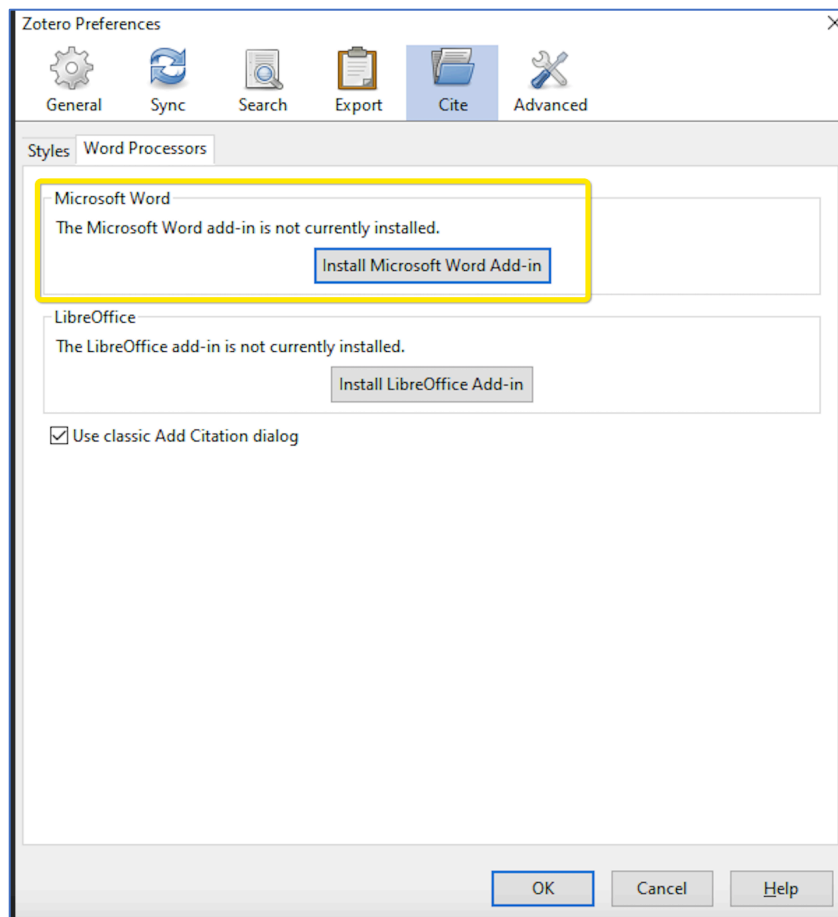 Zotero Preferences
General Sync Search Export Cite Advanced
Styles Word Processors
Microsoft Word
The Microsoft Word add-in is not currently installed.
Install Microsoft Word Add-in
LibreOffice
The LibreOffice add-in is not currently installed.
Install LibreOffice Add-in
Use classic Add Citation dialog
OK Cancel Help